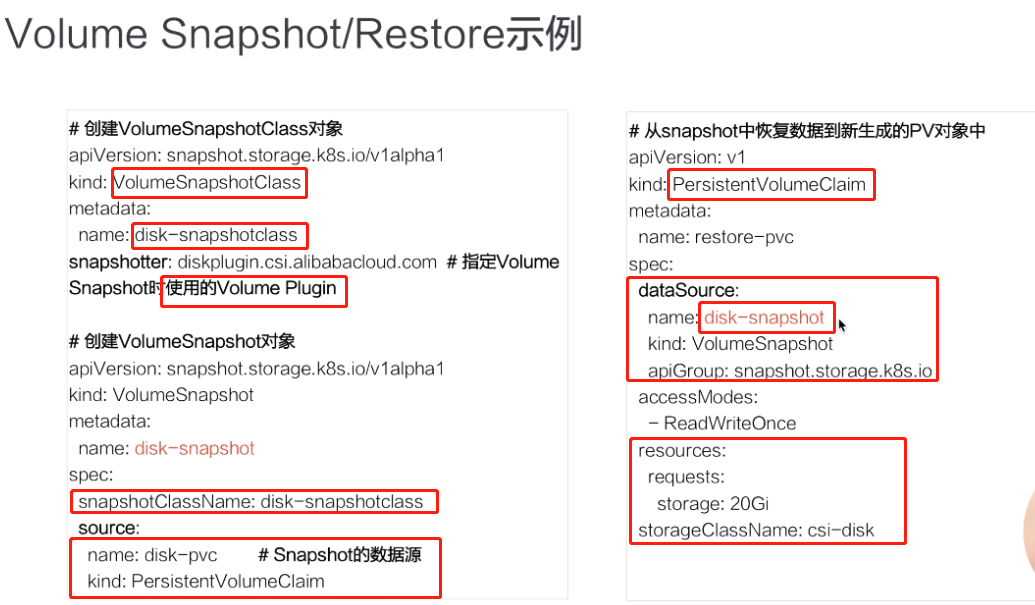 Volume Snapshot/Restore示例
# 创建VolumeSnapshotClass对象
apiVersion: snapshot.storage.k8s.io/v1alpha1
kind: VolumeSnapshotClass
metadata:
name: disk-snapshotclass
snapshotter: diskplugin.csi.alibabacloud.com # 指定Volume
Snapshot时使用的Volume Plugin
# 创建VolumeSnapshot对象
apiVersion: snapshot.storage.k8s.io/v1alpha1
kind: VolumeSnapshot
metadata:
name: disk-snapshot
spec:
snapshotClassName: disk-snapshotclass
source:
name: disk-pvc # Snapshot的数据源
kind: PersistentVolumeClaim
# 从snapshot中恢复数据到新生成的PV对象中
apiVersion: v1
kind: PersistentVolumeClaim
metadata:
name: restore-pvc
spec:
dataSource:
name: disk-snapshot
kind: VolumeSnapshot
apiGroup: snapshot.storage.k8s.io
accessModes:
- ReadWriteOnce
resources:
requests:
storage: 20Gi
storageClassName: csi-disk